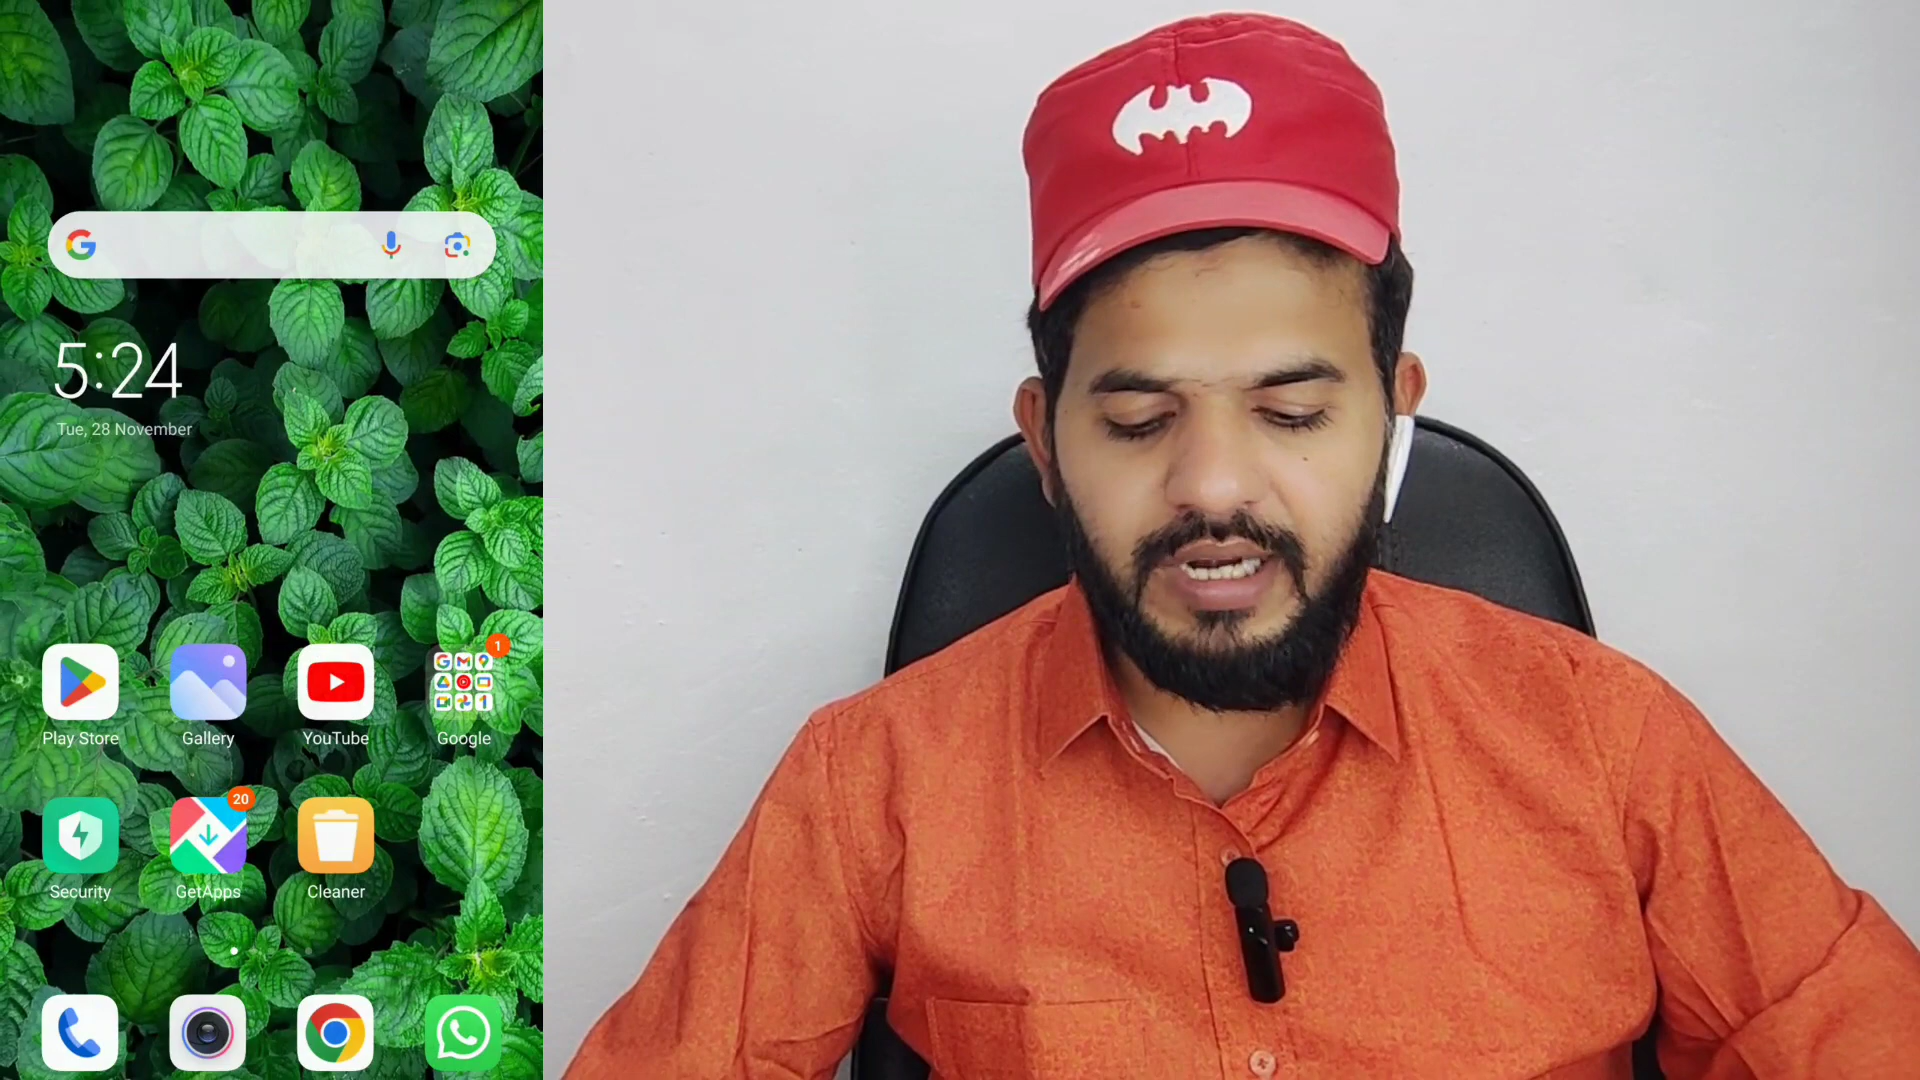 5:24
Tue, 28 November
1
Play Store
Gallery
YouTube
Google
20
Security
GetApps
Cleaner